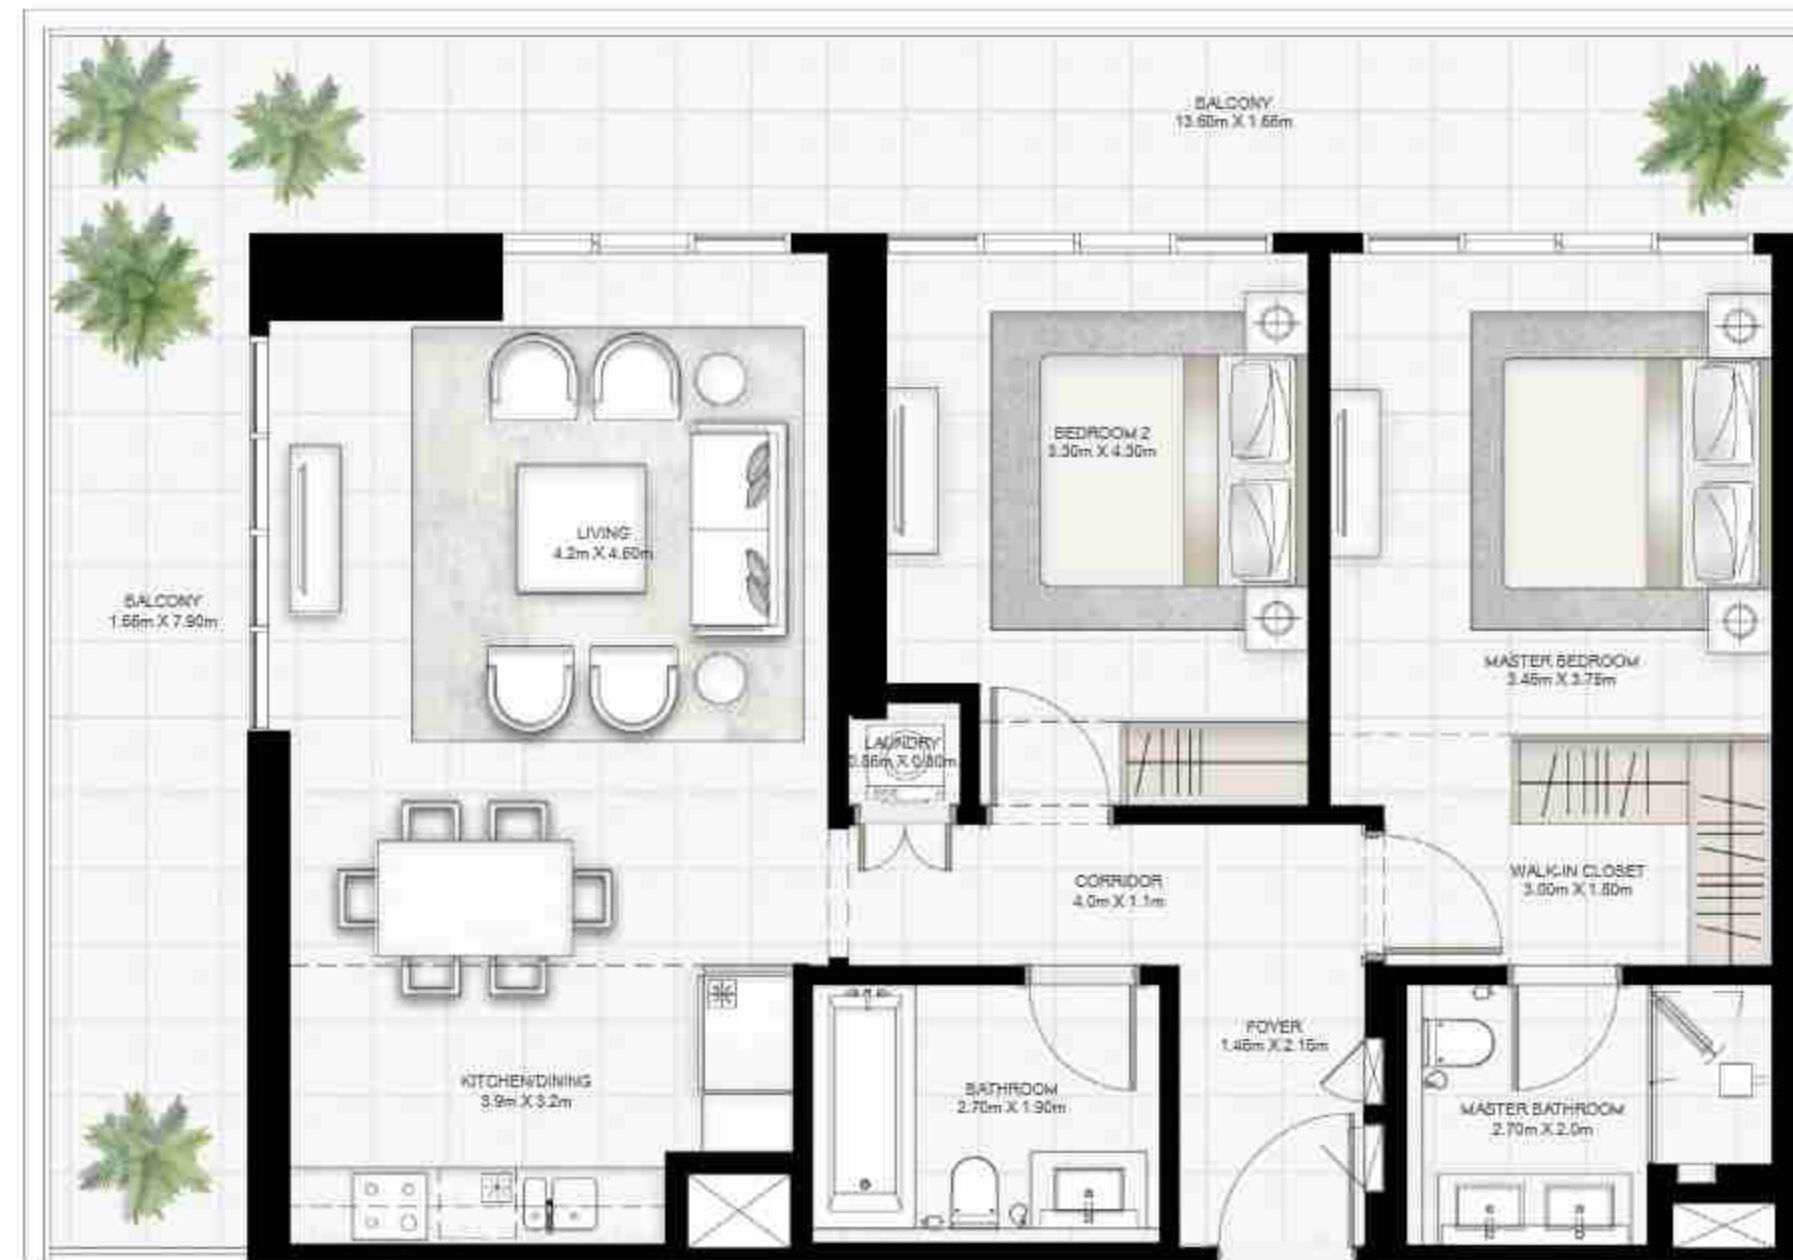 BALCONY
13.60m X 1.66m
BEDROOM 2
3.30m X 4.30m
LIVING
4.2m X 4.60m
BALCONY
1.66m X 7.90m
MASTER BEDROOM
3.45m X 3.75m
LAUNDRY
X 0.80m
WALK-IN CLOSET
3.00m X 1.80m
CORRIDOR
4.0m X 1.1m
FOYER
1.45m X 2.15m
KITCHEN/DINING
3.9m X 3.2m
BATHROOM
2.70m X 1.90m
MASTER BATHROOM
2.70m X 2.0m